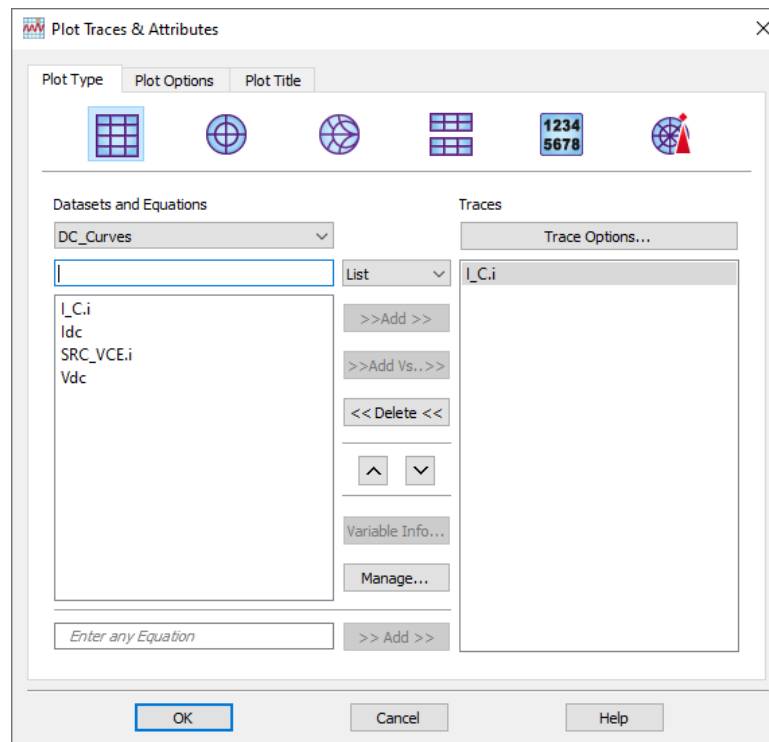 Plot Traces & Attributes
Plot Type
Plot Options
Plot Title
1234
5678
Datasets and Equations
Traces
DC_Curves
Trace Options...
List
I_C.i
I_C.i
Idc
SRC_VCE.i
Vdc
>>Add >>
>>Add Vs..>>
<< Delete <<
Variable Info...
Manage...
Enter any Equation
>> Add >>
OK
Cancel
Help